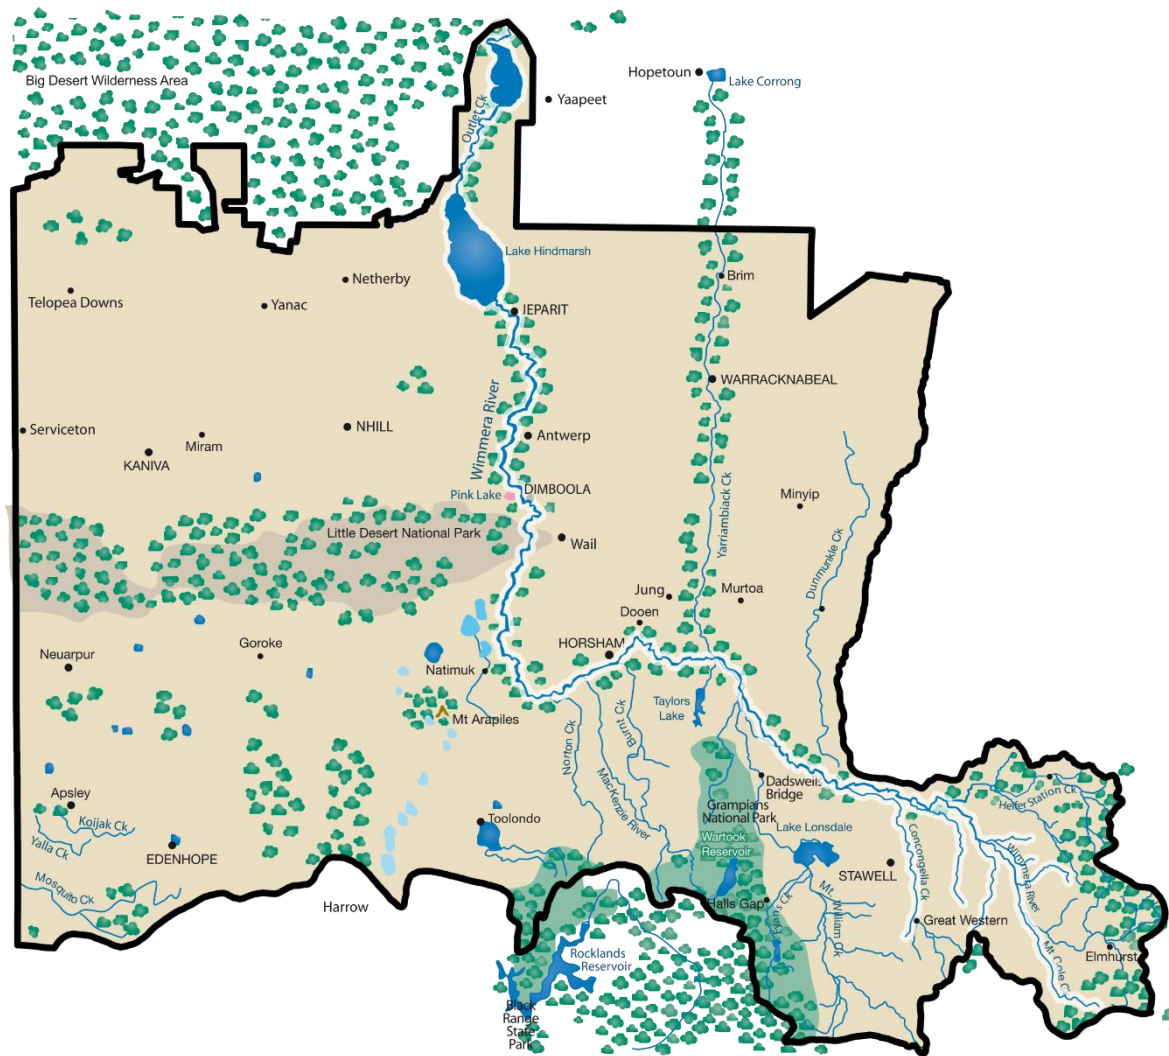 Big Desert Wilderness Area
Hopetoun
Lake Corrong
Yaapeet
Outlet Ck
Lake Hindmarsh
Telopea Downs
Yanac
Netherby
JEPARIT
Brim
WARRACKNABEAL
Wimmera River
Serviceton
KANIVA
Miram
NHILL
Antwerp
Pink Lake
DIMBOOLA
Yarriambiack Ck
Minyip
Dunmunkle Ck
Little Desert National Park
Wail
Jung
Murtoa
Dooen
HORSHAM
Neuarpur
Goroke
Natimuk
Mt Arapiles
Taylors
Lake
Norton Ck
Burnt Ck
MacKenzie River
Dadswells
Bridge
Grampians
National Park
Wartook
Reservoir
Lake Lonsdale
Apsley
Koijak Ck
Yalla Ck
EDENHOPE
Mosquito Ck
Toolondo
Harrow
Halls Gap
Fyans Ck
Mt. William Ck
STAWELL
Concongella Ck
Great Western
Heifer Station Ck
Wimmera River
Mt Cole Ck
Elmhurst
Rocklands
Reservoir
Black
Range
State
Park